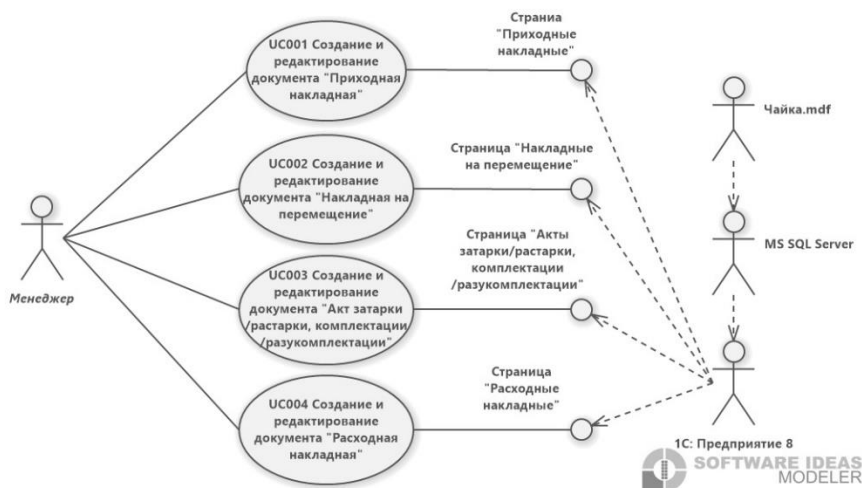 UC001 Создание и
редактирование
документа "Приходная
накладная"
Страниа
"Приходные
накладные"
UC002 Создание и
редактирование
документа "Накладная на
перемещение"
Страница "Накладные
на перемещение"
UC003 Создание и
редактирование
документа "Акт затарки
/растарки, комплектации
/разукомплектации"
Страница "Акты
затарки/растарки,
комплектации
/разукомплектации"
UC004 Создание и
редактирование
документа "Расходная
накладная"
Страница
"Расходные
накладные"
Менеджер
Чайка.mdf
MS SQL Server
1С: Предприятие 8
SOFTWARE IDEAS
MODELER